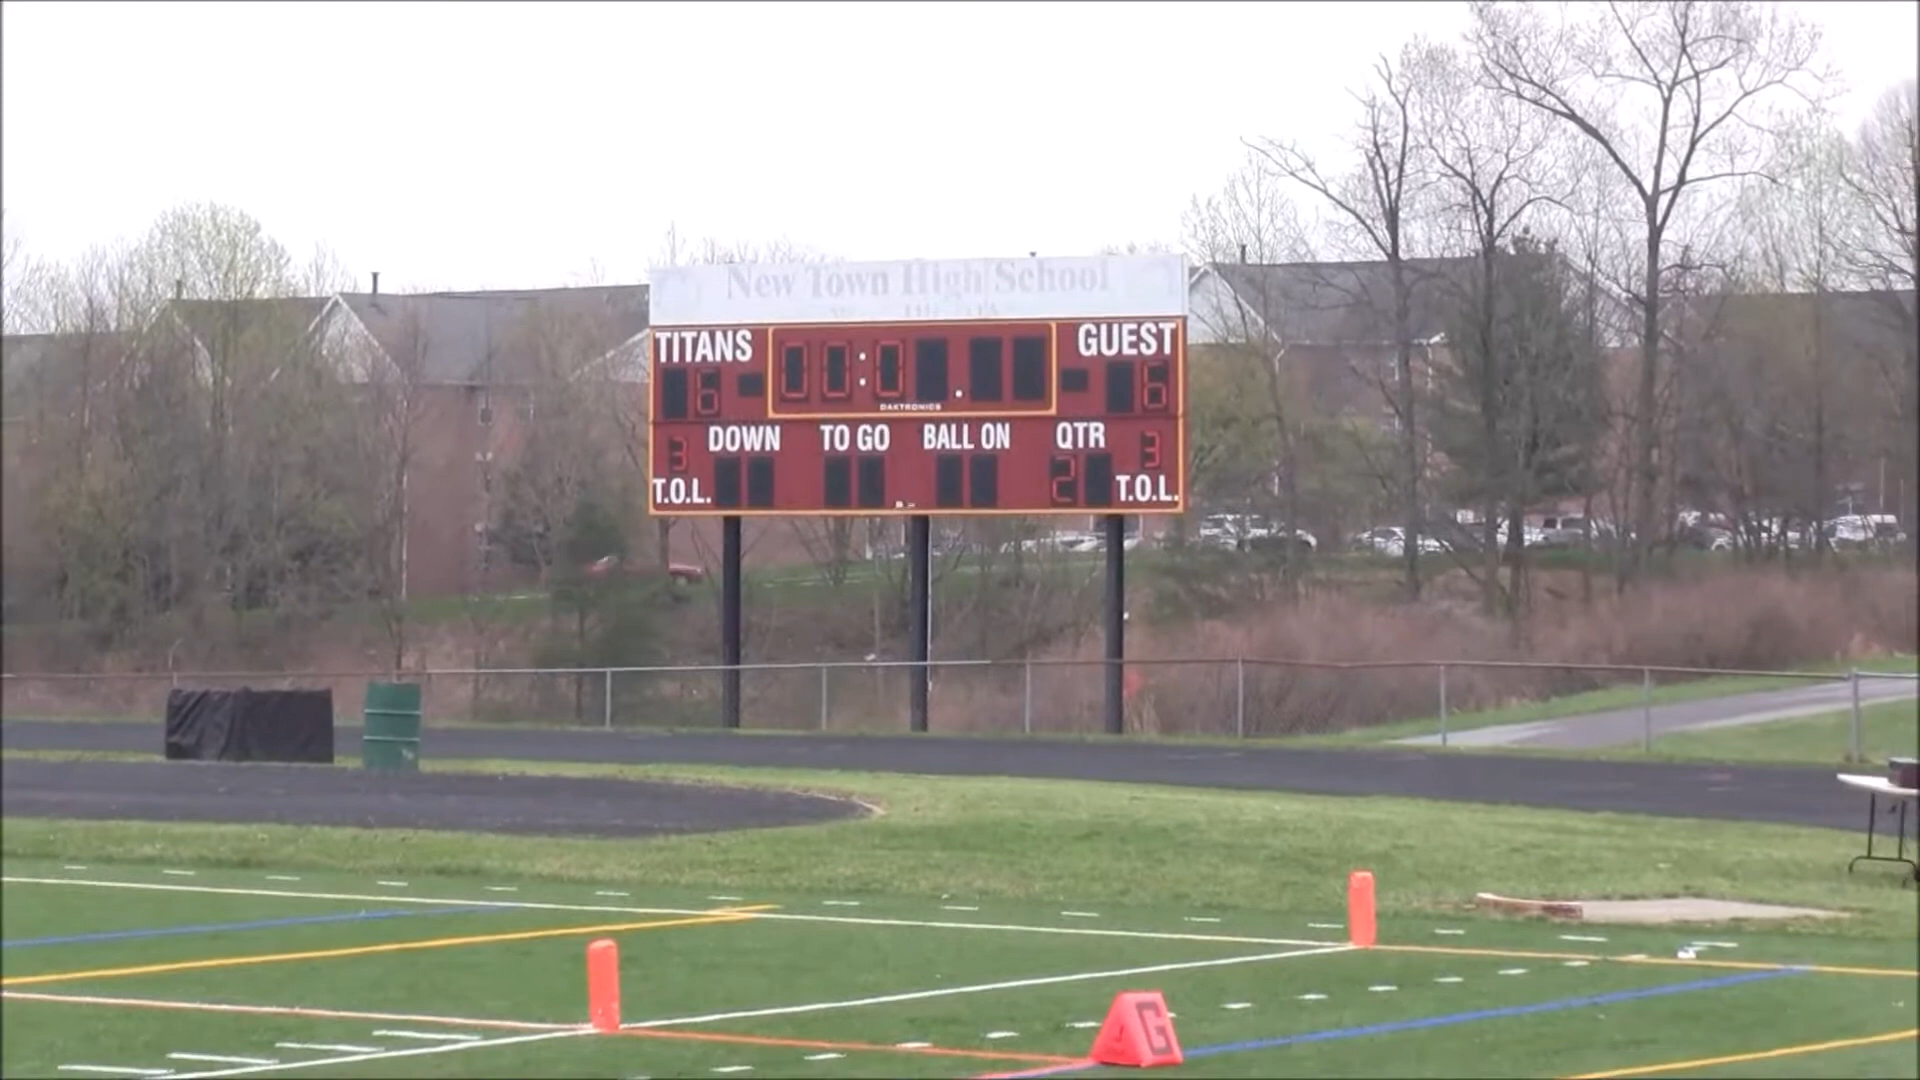 New Town High School
TITANS 00:0 . GUEST
6 6
DAKTRONICS
DOWN TO GO BALL ON QTR
3 3
2
T.O.L. T.O.L.
G